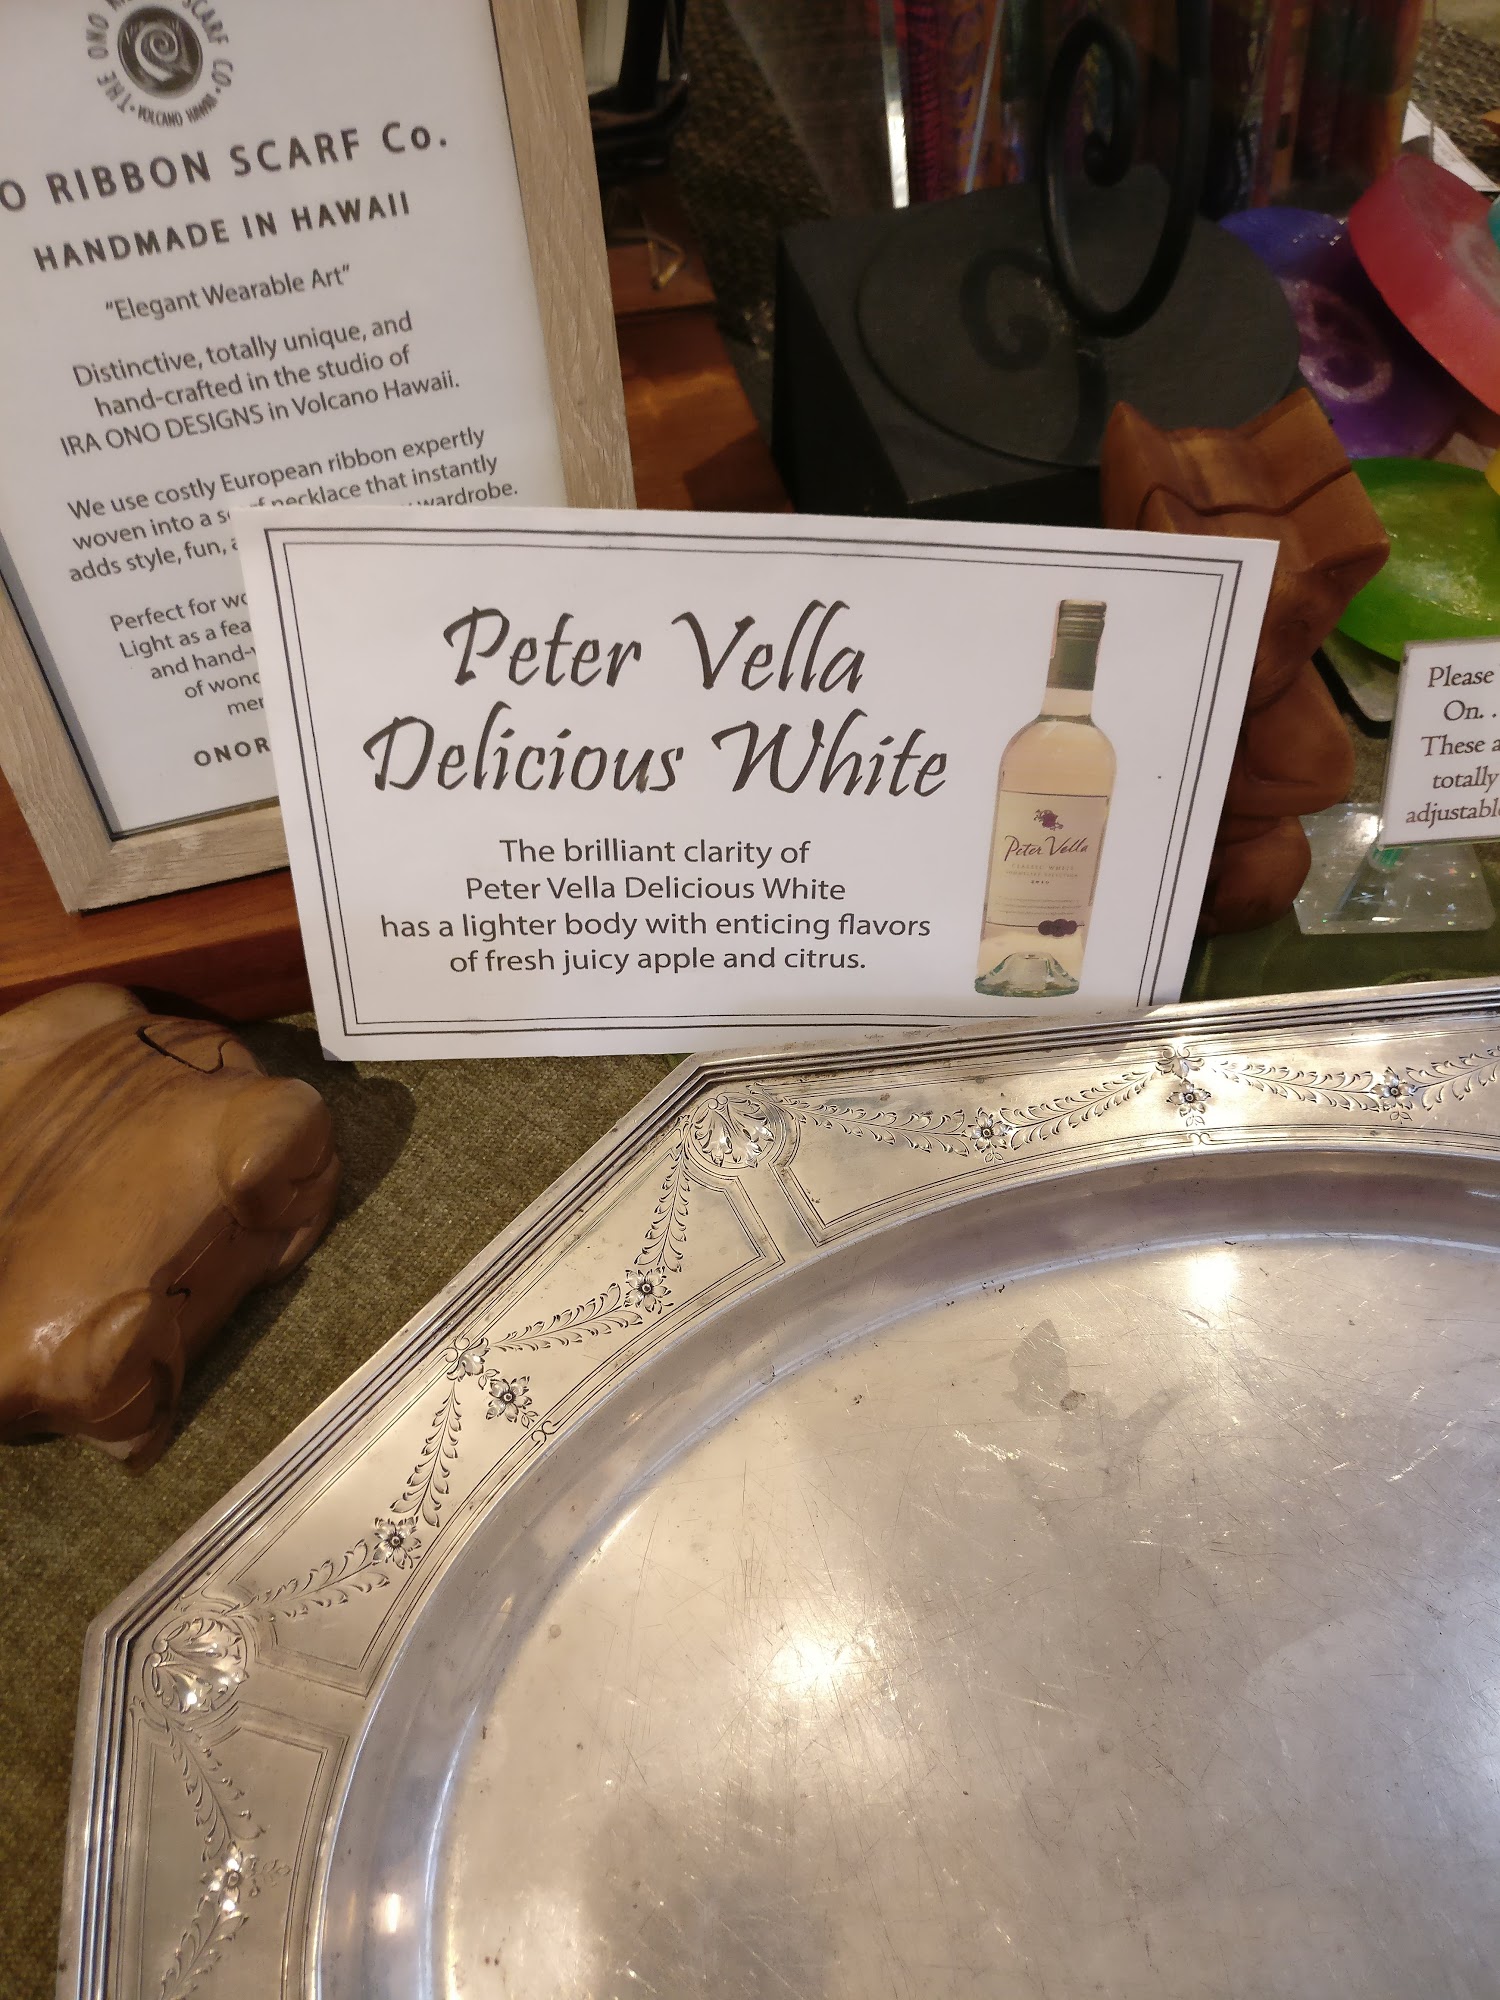 THE ONO SCARF CO.
VOLCANO HAWAII
O RIBBON SCARF Co.
HANDMADE IN HAWAII
"Elegant Wearable Art"
Distinctive, totally unique, and
hand-crafted in the studio of
IRA ONO DESIGNS in Volcano Hawaii.
We use costly European ribbon expertly
woven into a necklace that instantly
adds style, fun, wardrobe.
Perfect for
Light as a
and
of
ONOR
Peter Vella
Delicious White
The brilliant clarity of
Peter Vella Delicious White
has a lighter body with enticing flavors
of fresh juicy apple and citrus.
Peter Vella
Please
On. .
These
totally
adjustable